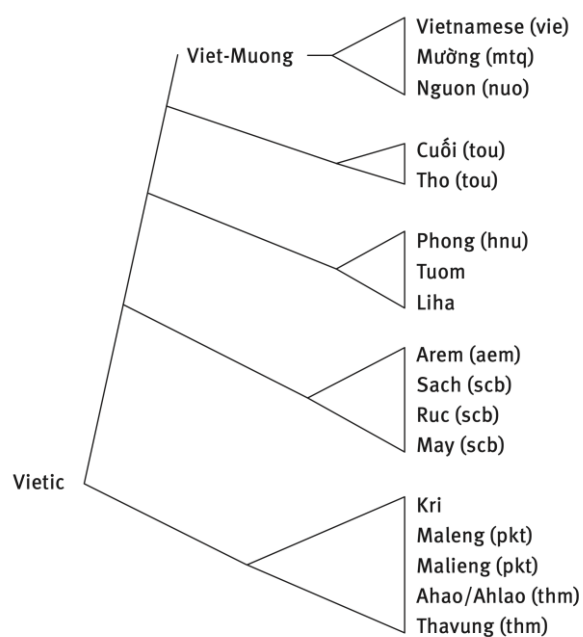 Viet-Muong
Vietnamese (vie)
Mường (mtq)
Nguon (nuo)
Cuối (tou)
Tho (tou)
Phong (hnu)
Tuom
Liha
Arem (aem)
Sach (scb)
Ruc (scb)
May (scb)
Vietic
Kri
Maleng (pkt)
Malieng (pkt)
Ahao/Ahlao (thm)
Thavung (thm)